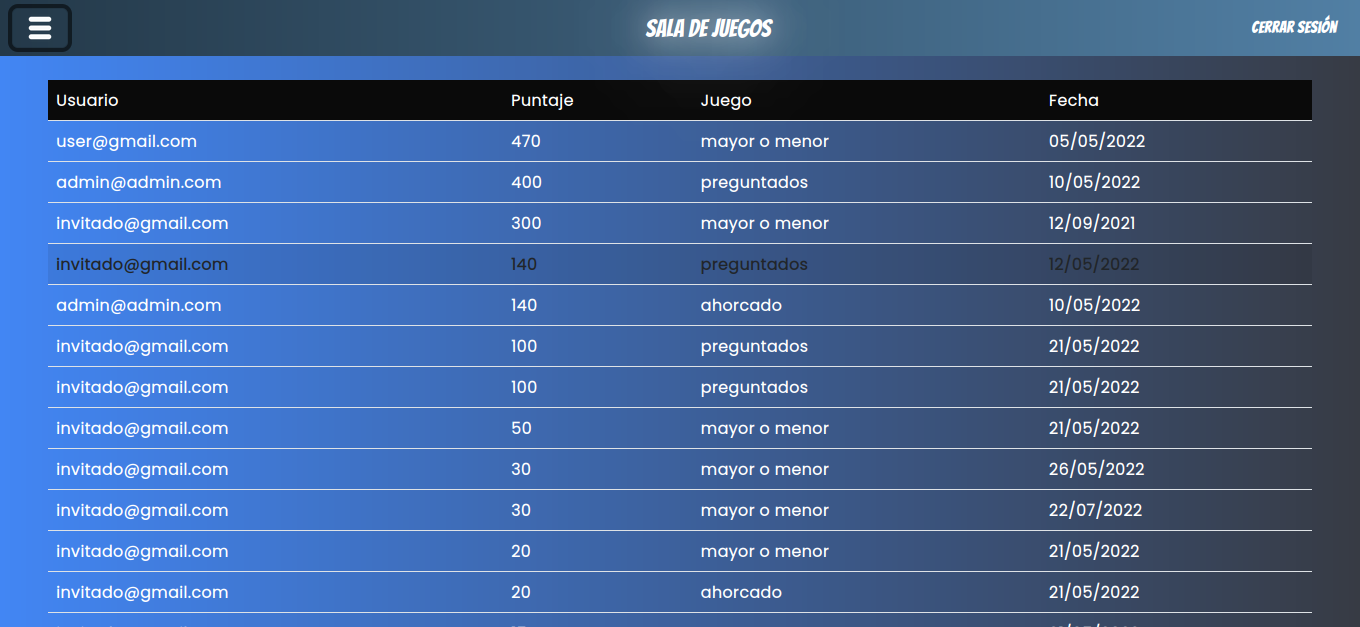 SALA DE JUEGOS
CERRAR SESIÓN
Usuario Puntaje Juego Fecha
user@gmail.com 470 mayor o menor 05/05/2022
admin@admin.com 400 preguntados 10/05/2022
invitado@gmail.com 300 mayor o menor 12/09/2021
invitado@gmail.com 140 preguntados 12/05/2022
admin@admin.com 140 ahorcado 10/05/2022
invitado@gmail.com 100 preguntados 21/05/2022
invitado@gmail.com 100 preguntados 21/05/2022
invitado@gmail.com 50 mayor o menor 21/05/2022
invitado@gmail.com 30 mayor o menor 26/05/2022
invitado@gmail.com 30 mayor o menor 22/07/2022
invitado@gmail.com 20 mayor o menor 21/05/2022
invitado@gmail.com 20 ahorcado 21/05/2022